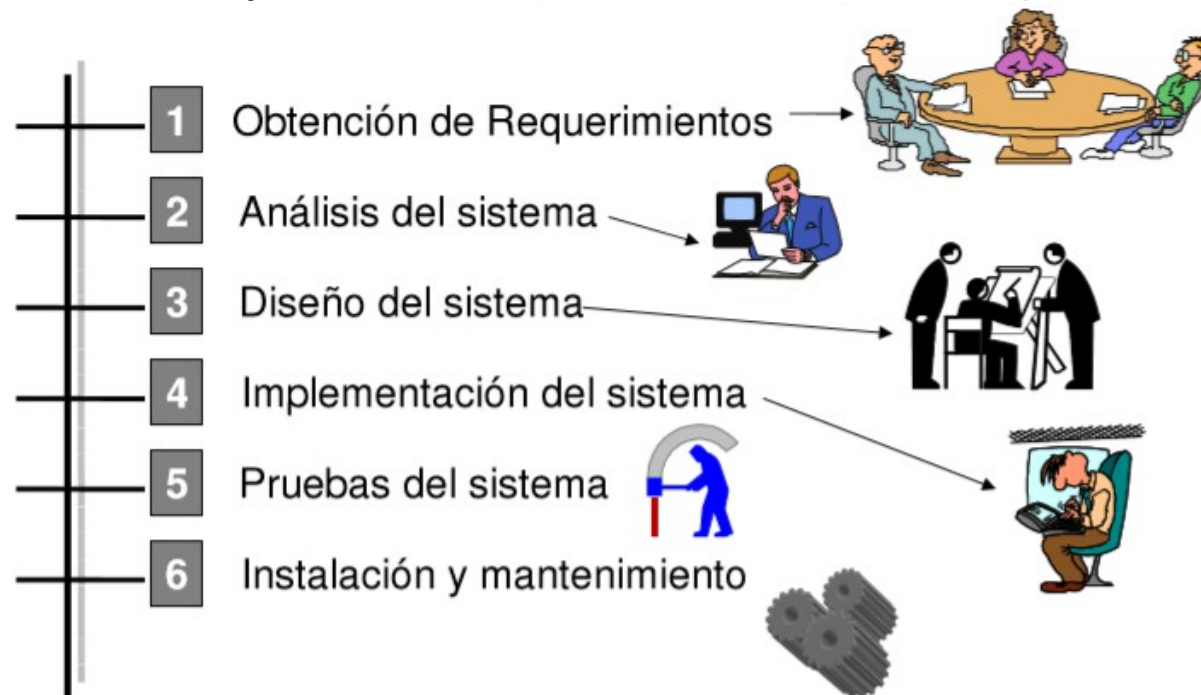 1 Obtención de Requerimientos
2 Análisis del sistema
3 Diseño del sistema
4 Implementación del sistema
5 Pruebas del sistema
6 Instalación y mantenimiento